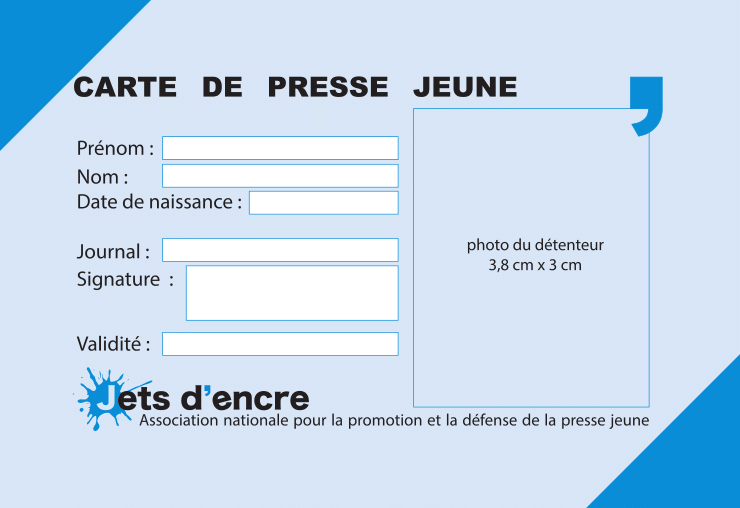 CARTE DE PRESSE JEUNE
Prénom :
Nom :
Date de naissance :
Journal :
Signature :
Validité :
photo du détenteur
3,8 cm x 3 cm
Jets d’encre
Association nationale pour la promotion et la défense de la presse jeune